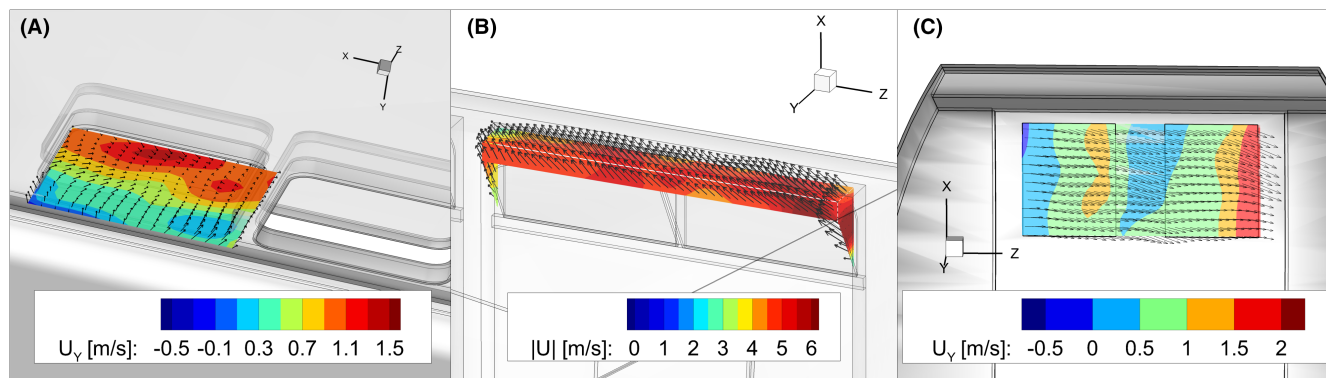 (A)
X
Z
Y
U_Y [m/s]: -0.5 -0.1 0.3 0.7 1.1 1.5
(B)
X
Y
Z
|U| [m/s]: 0 1 2 3 4 5 6
(C)
X
Z
Y
U_Y [m/s]: -0.5 0 0.5 1 1.5 2